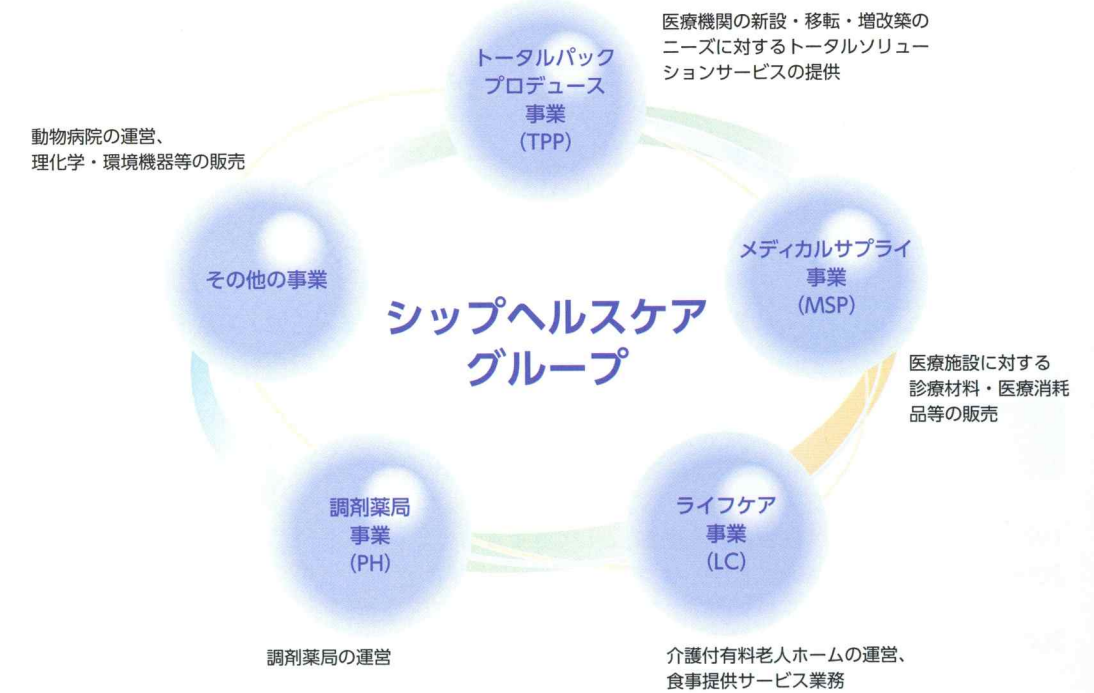 トータルパック
プロデュース
事業
(TPP)
医療機関の新設・移転・増改築の
ニーズに対するトータルソリュー
ションサービスの提供
動物病院の運営、
理化学・環境機器等の販売
その他の事業
メディカルサプライ
事業
(MSP)
シップヘルスケア
グループ
医療施設に対する
診療材料・医療消耗
品等の販売
調剤薬局
事業
(PH)
ライフケア
事業
(LC)
調剤薬局の運営
介護付有料老人ホームの運営、
食事提供サービス業務